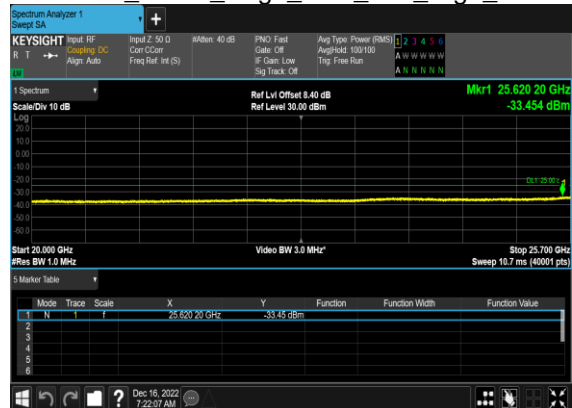 Spectrum Analyzer 1
Swept SA
+
KEYSIGHT Input: RF Input Z: 50 Ω #Atten: 40 dB PNO: Fast Avg Type: Power (RMS) 1 2 3 4 5 6
R T Coupling: DC Corr CCorr Gate: Off Avg|Hold: 100/100 A W W W W W
Align: Auto Freq Ref: Int (S) IF Gain: Low Trig: Free Run
Sig Track: Off A N N N N N
1 Spectrum Ref Lvl Offset 8.40 dB Mkr1 25.620 20 GHz
Scale/Div 10 dB Ref Level 30.00 dBm -33.454 dBm
Log
20.0
10.0
0.00
-10.0
-20.0
DL1 -25.00
-30.0
-40.0
-50.0
-60.0
Start 20.000 GHz Video BW 3.0 MHz* Stop 25.700 GHz
#Res BW 1.0 MHz Sweep 10.7 ms (40001 pts)
5 Marker Table
Mode Trace Scale X Y Function Function Width Function Value
1 N 1 f 25.620 20 GHz -33.45 dBm
2
3
4
5
6
? Dec 16, 2022
7:22:07 AM